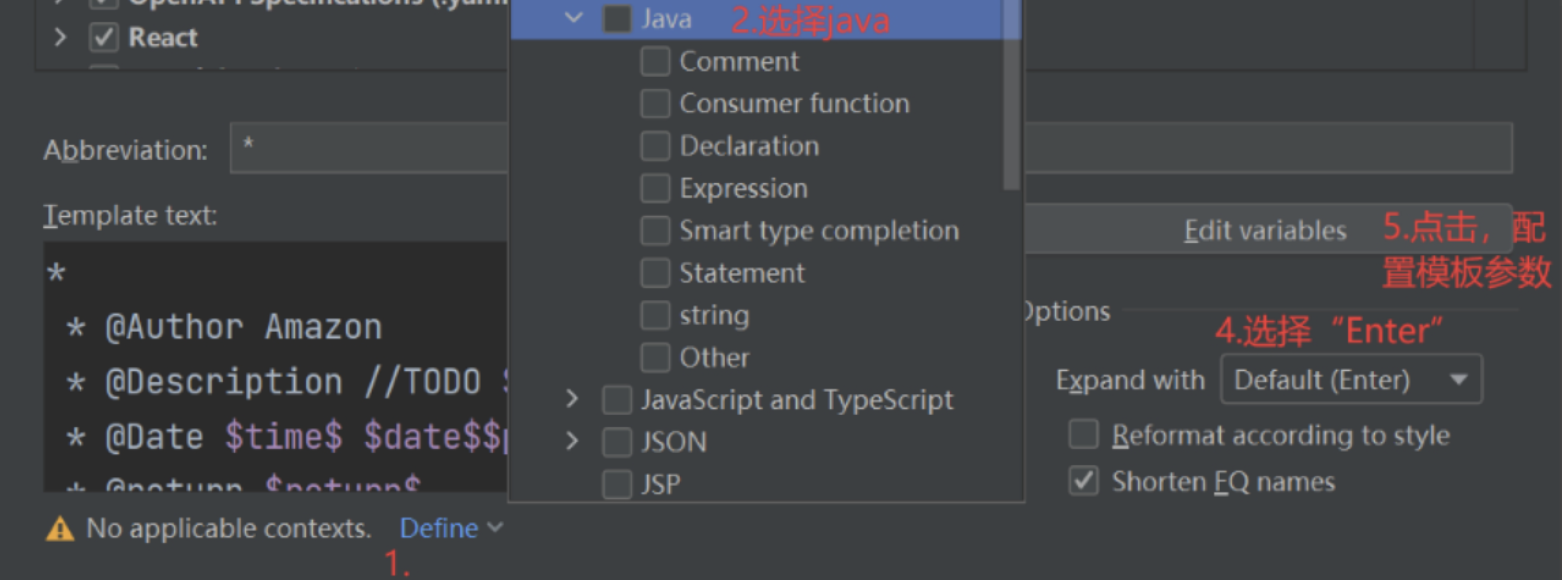 OpenAPI Specifications (.yaml
React
Java 2.选择java
Comment
Consumer function
Declaration
Expression
Smart type completion
Statement
string
Other
JavaScript and TypeScript
JSON
JSP
Abbreviation: *
Template text:
*
* @Author Amazon
* @Description //TODO
* @Date $time$ $date$$p
* @return $return$
No applicable contexts. Define
1.
Edit variables 5.点击，配
置模板参数
Options
4.选择“Enter”
Expand with Default (Enter)
Reformat according to style
Shorten EQ names